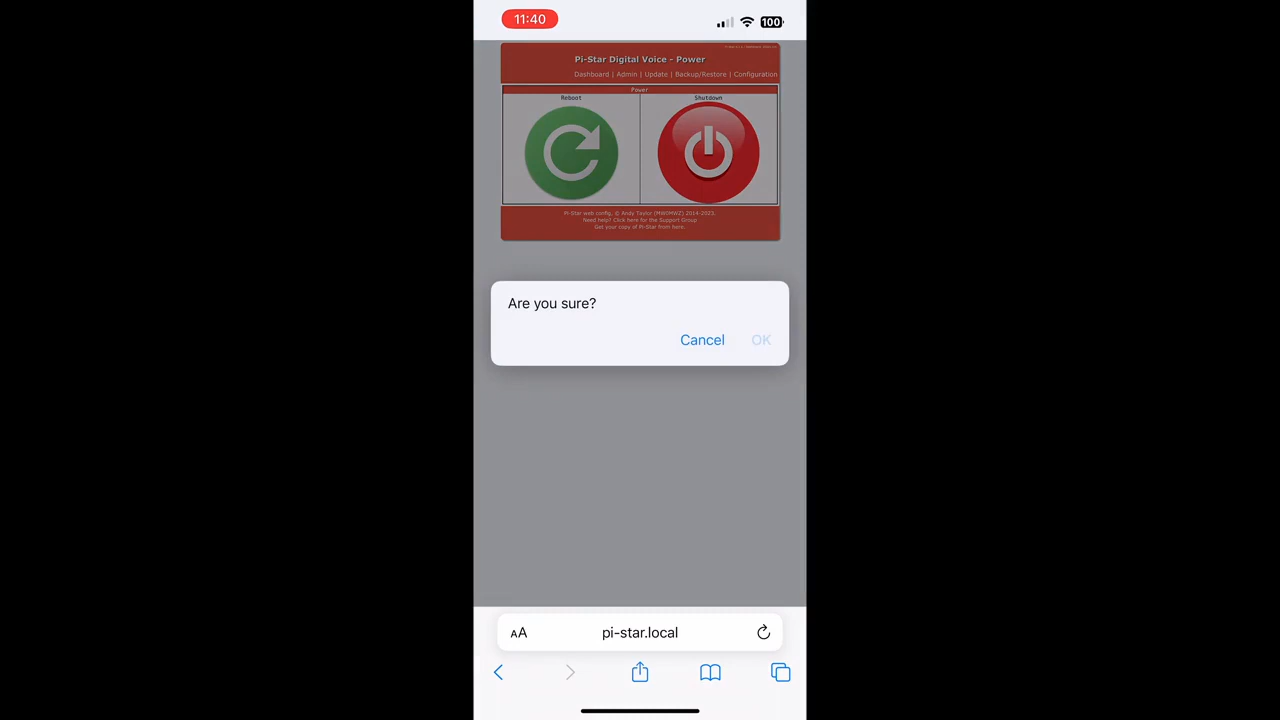 11:40
100
Pi-Star Digital Voice - Power
Dashboard | Admin | Update | Backup/Restore | Configuration
Power
Reboot
Shutdown
Pi-Star web config, © Andy Taylor (MW0MWZ) 2014-2023.
Need help? Click here for the Support Group
Get your copy of Pi-Star from here.
Are you sure?
Cancel
OK
AA
pi-star.local